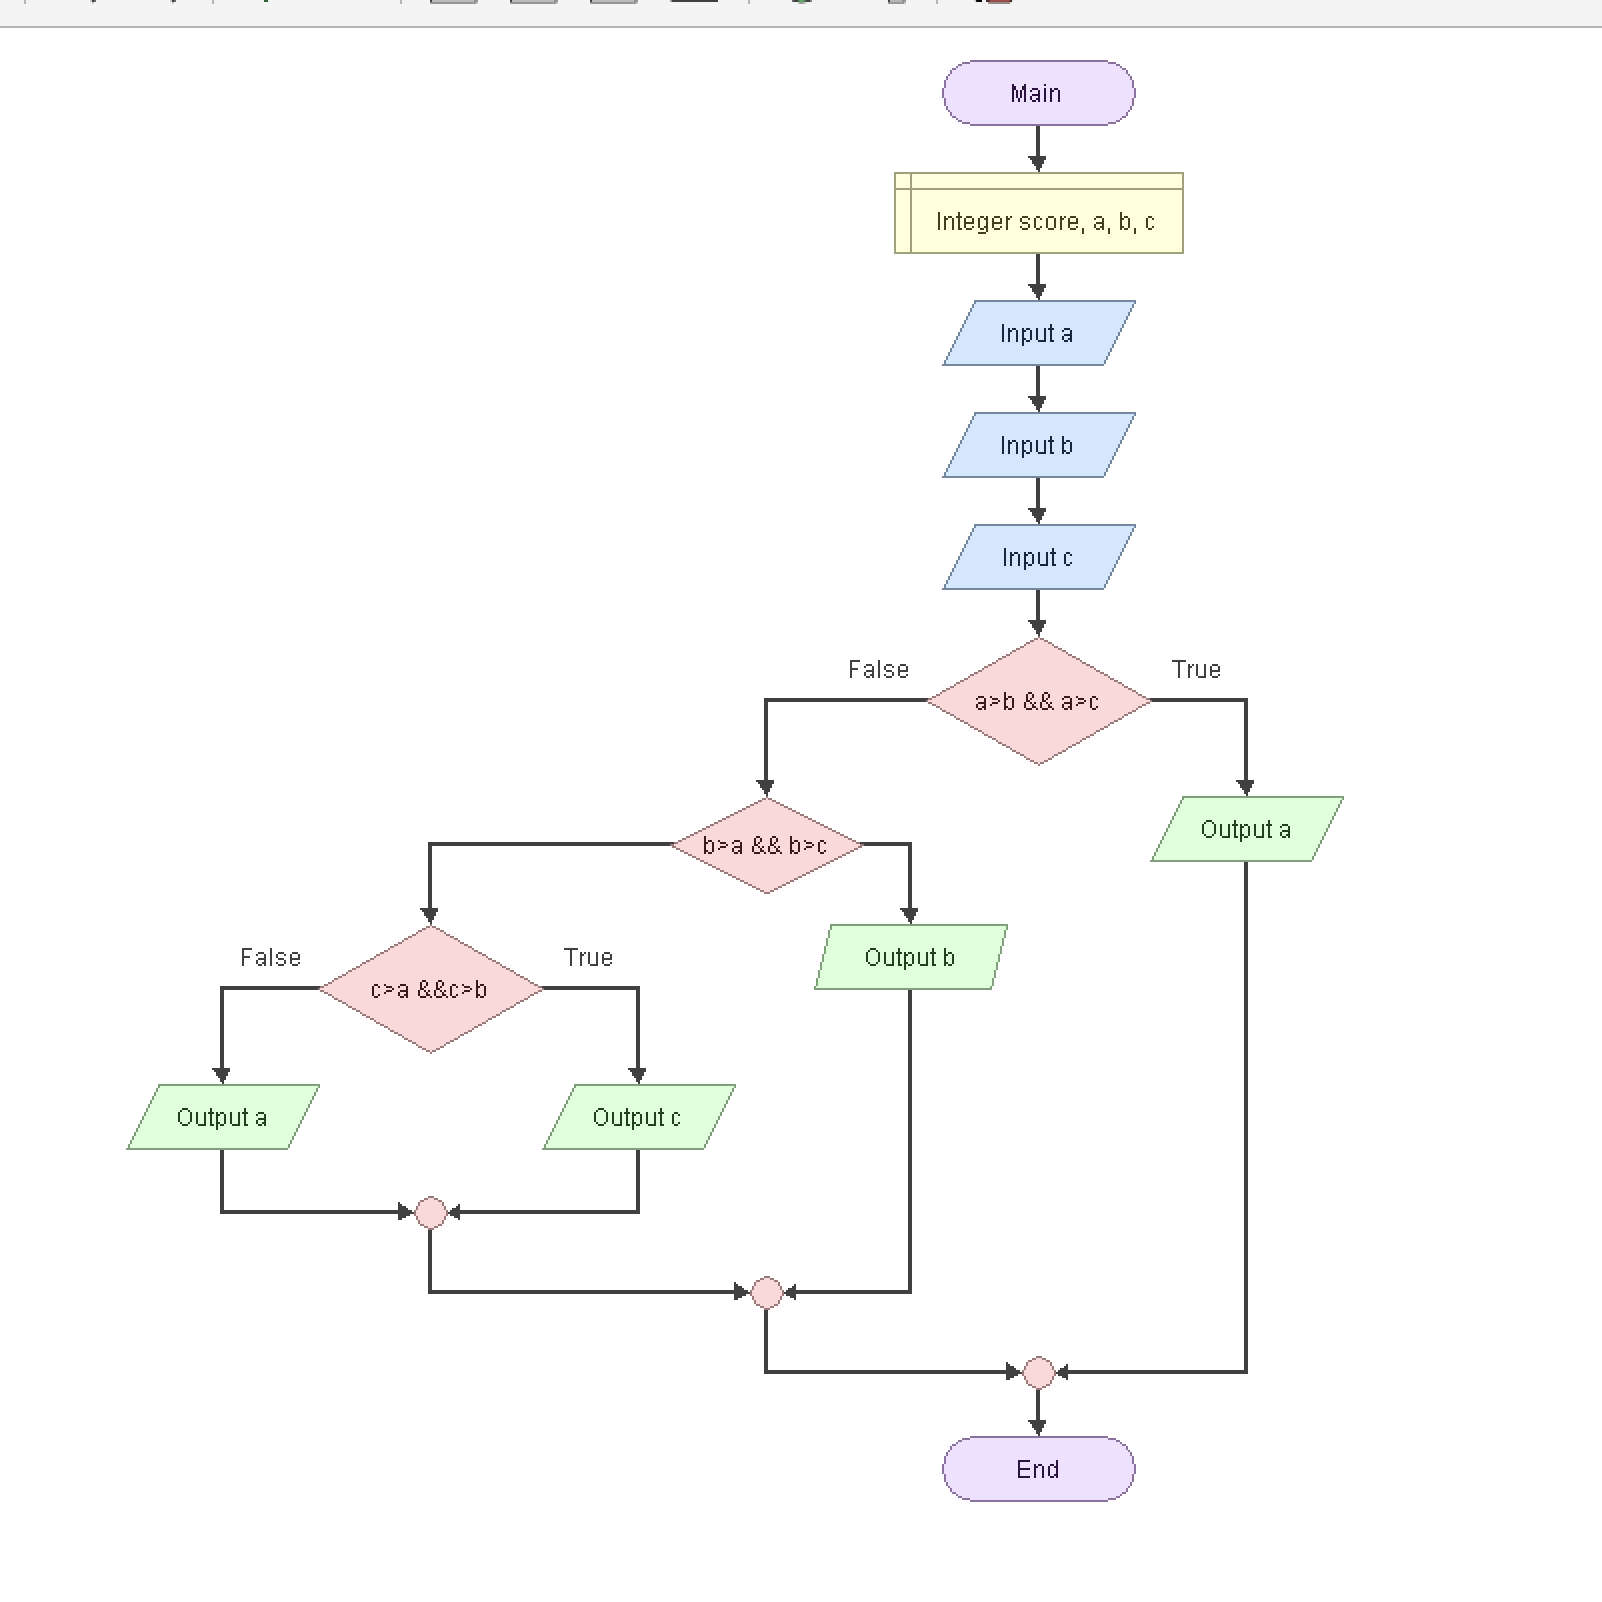 Main
Integer score, a, b, c
Input a
Input b
Input c
False
True
a>b && a>c
Output a
b>a && b>c
Output b
False
True
c>a &&c>b
Output a
Output c
End